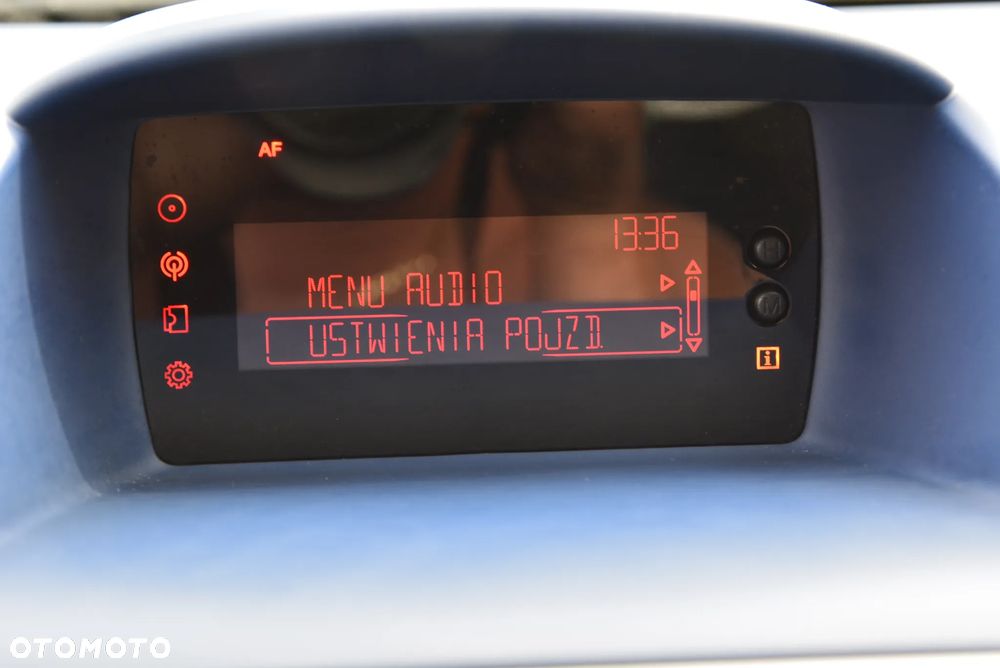 AF
13:36
MENU AUDIO
USTWIENIA POJZD.
H
M
i
OTOMOTO